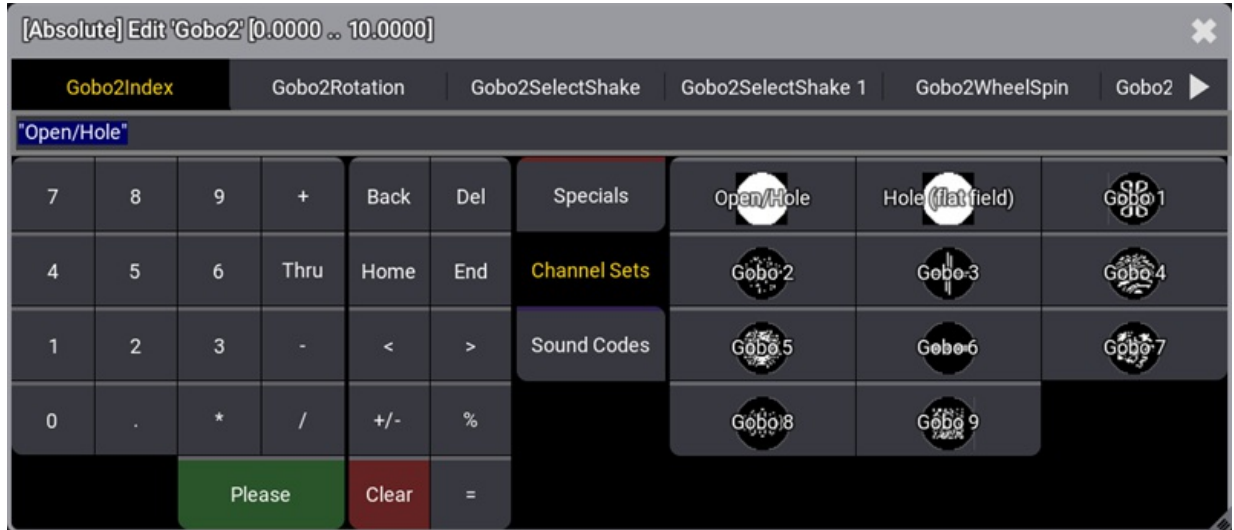 [Absolute] Edit 'Gobo2' [0.0000 .. 10.0000]
Gobo2Index Gobo2Rotation Gobo2SelectShake Gobo2SelectShake 1 Gobo2WheelSpin Gobo2
"Open/Hole"
7 8 9 + Back Del Specials Open/Hole Hole (flat field) Gobo 1
4 5 6 Thru Home End Channel Sets Gobo 2 Gobo 3 Gobo 4
1 2 3 - < > Sound Codes Gobo 5 Gobo 6 Gobo 7
0 . * / +/- % Gobo 8 Gobo 9
Please Clear =